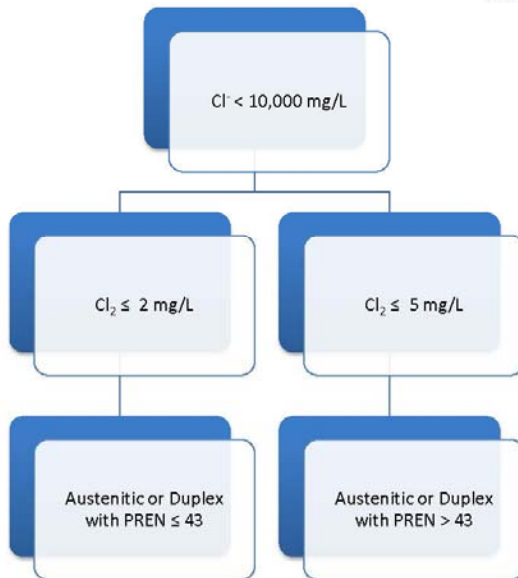 Cl⁻ < 10,000 mg/L
Cl₂ ≤ 2 mg/L
Cl₂ ≤ 5 mg/L
Austenitic or Duplex
with PREN ≤ 43
Austenitic or Duplex
with PREN > 43